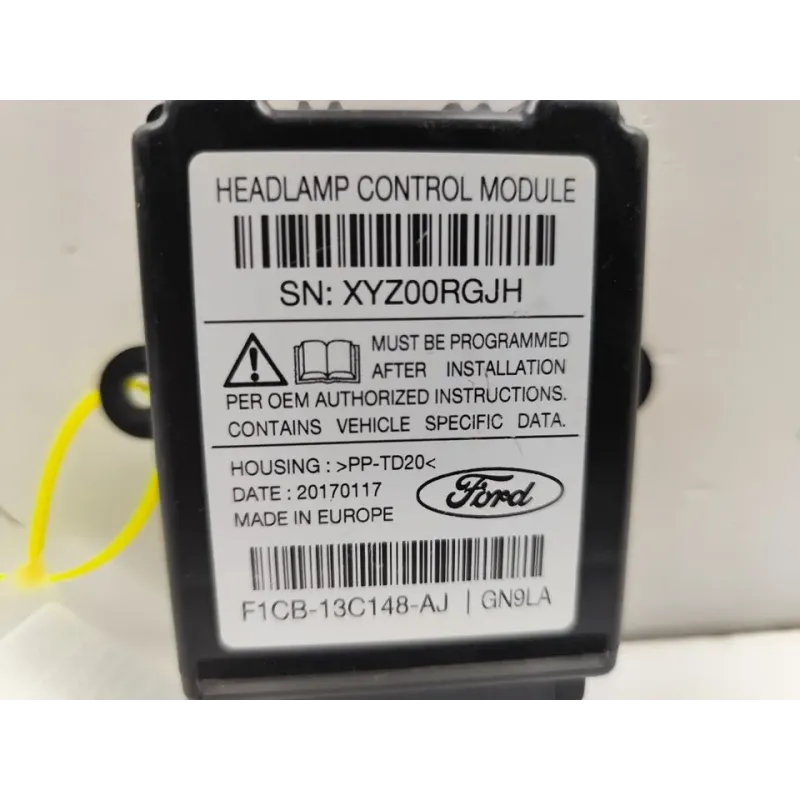 HEADLAMP CONTROL MODULE
SN: XYZ00RGJH
MUST BE PROGRAMMED
AFTER INSTALLATION
PER OEM AUTHORIZED INSTRUCTIONS.
CONTAINS VEHICLE SPECIFIC DATA.
HOUSING : >PP-TD20<
DATE : 20170117
MADE IN EUROPE
Ford
F1CB-13C148-AJ | GN9LA